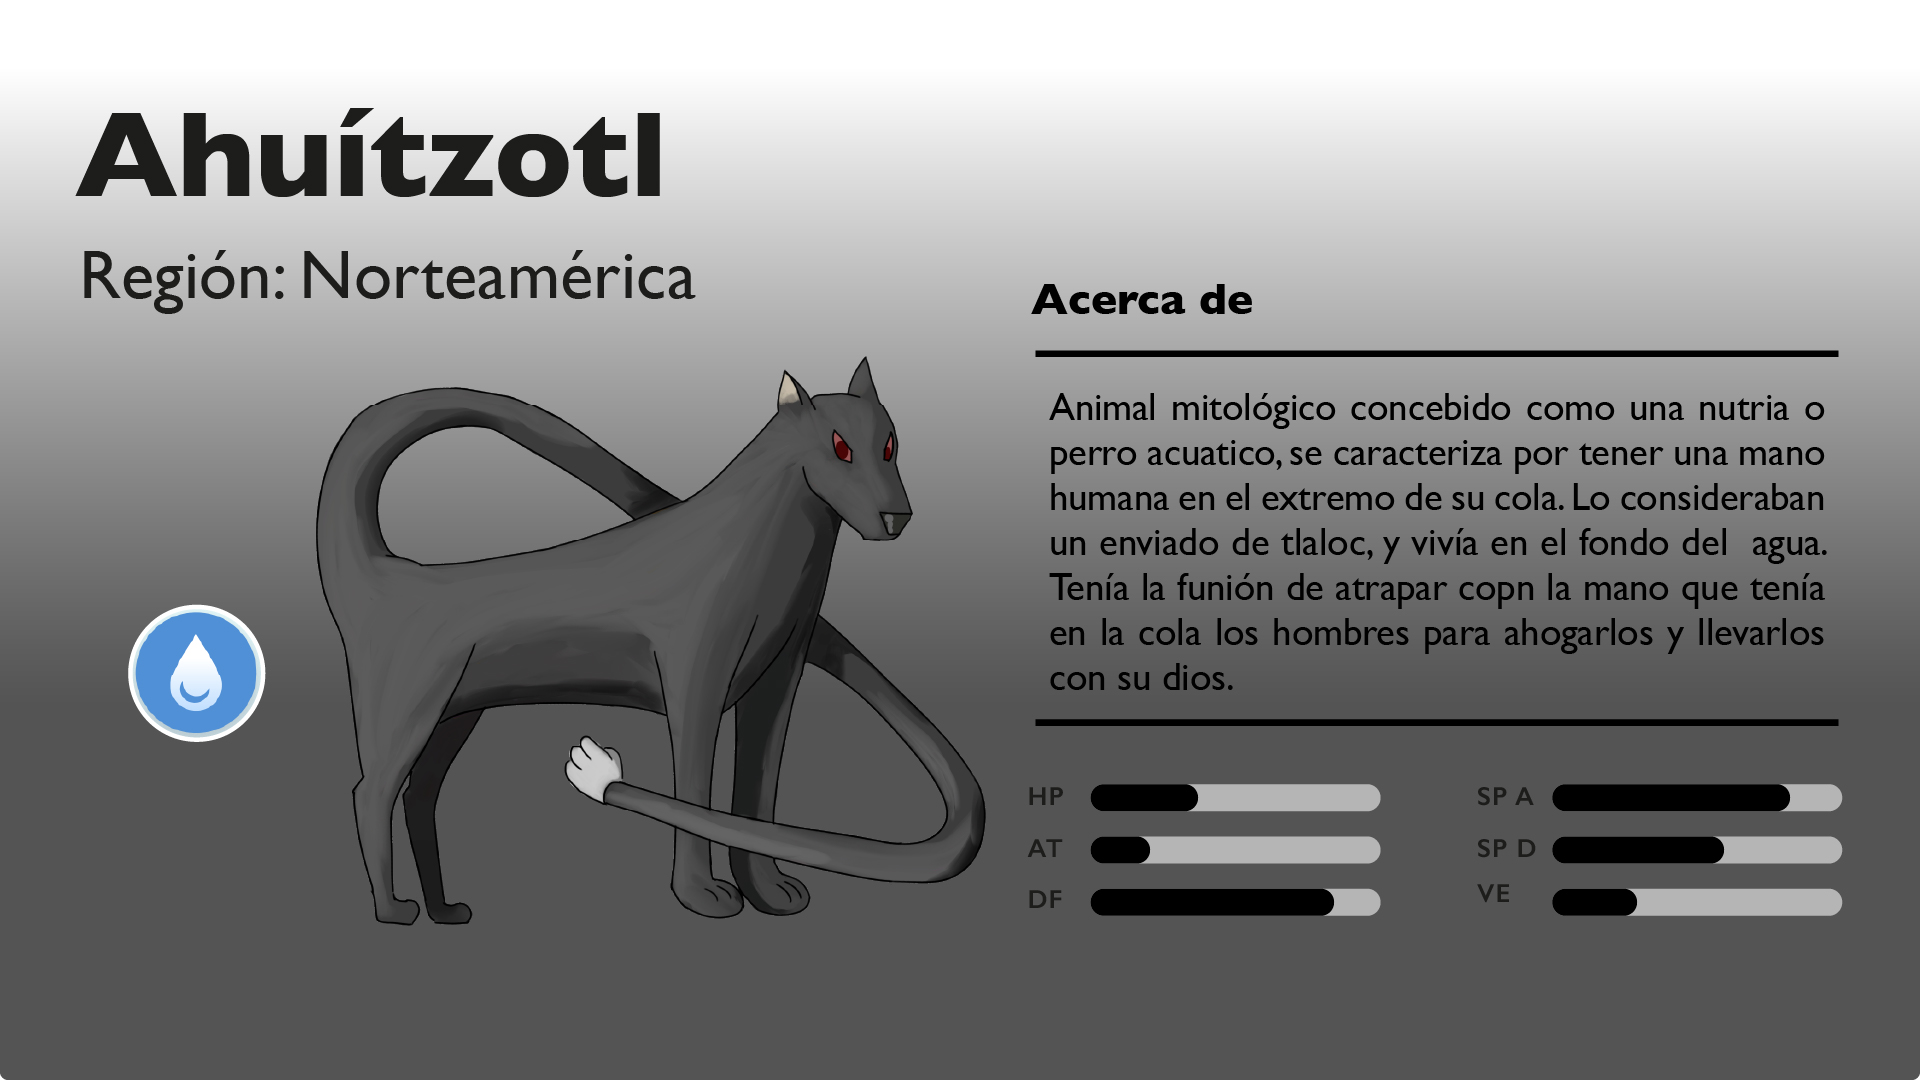 Ahuítzotl
Región: Norteamérica
Acerca de
Animal mitológico concebido como una nutria o
perro acuatico, se caracteriza por tener una mano
humana en el extremo de su cola. Lo consideraban
un enviado de tlaloc, y vivía en el fondo del agua.
Tenía la funión de atrapar copn la mano que tenía
en la cola los hombres para ahogarlos y llevarlos
con su dios.
HP
AT
DF
SP A
SP D
VE